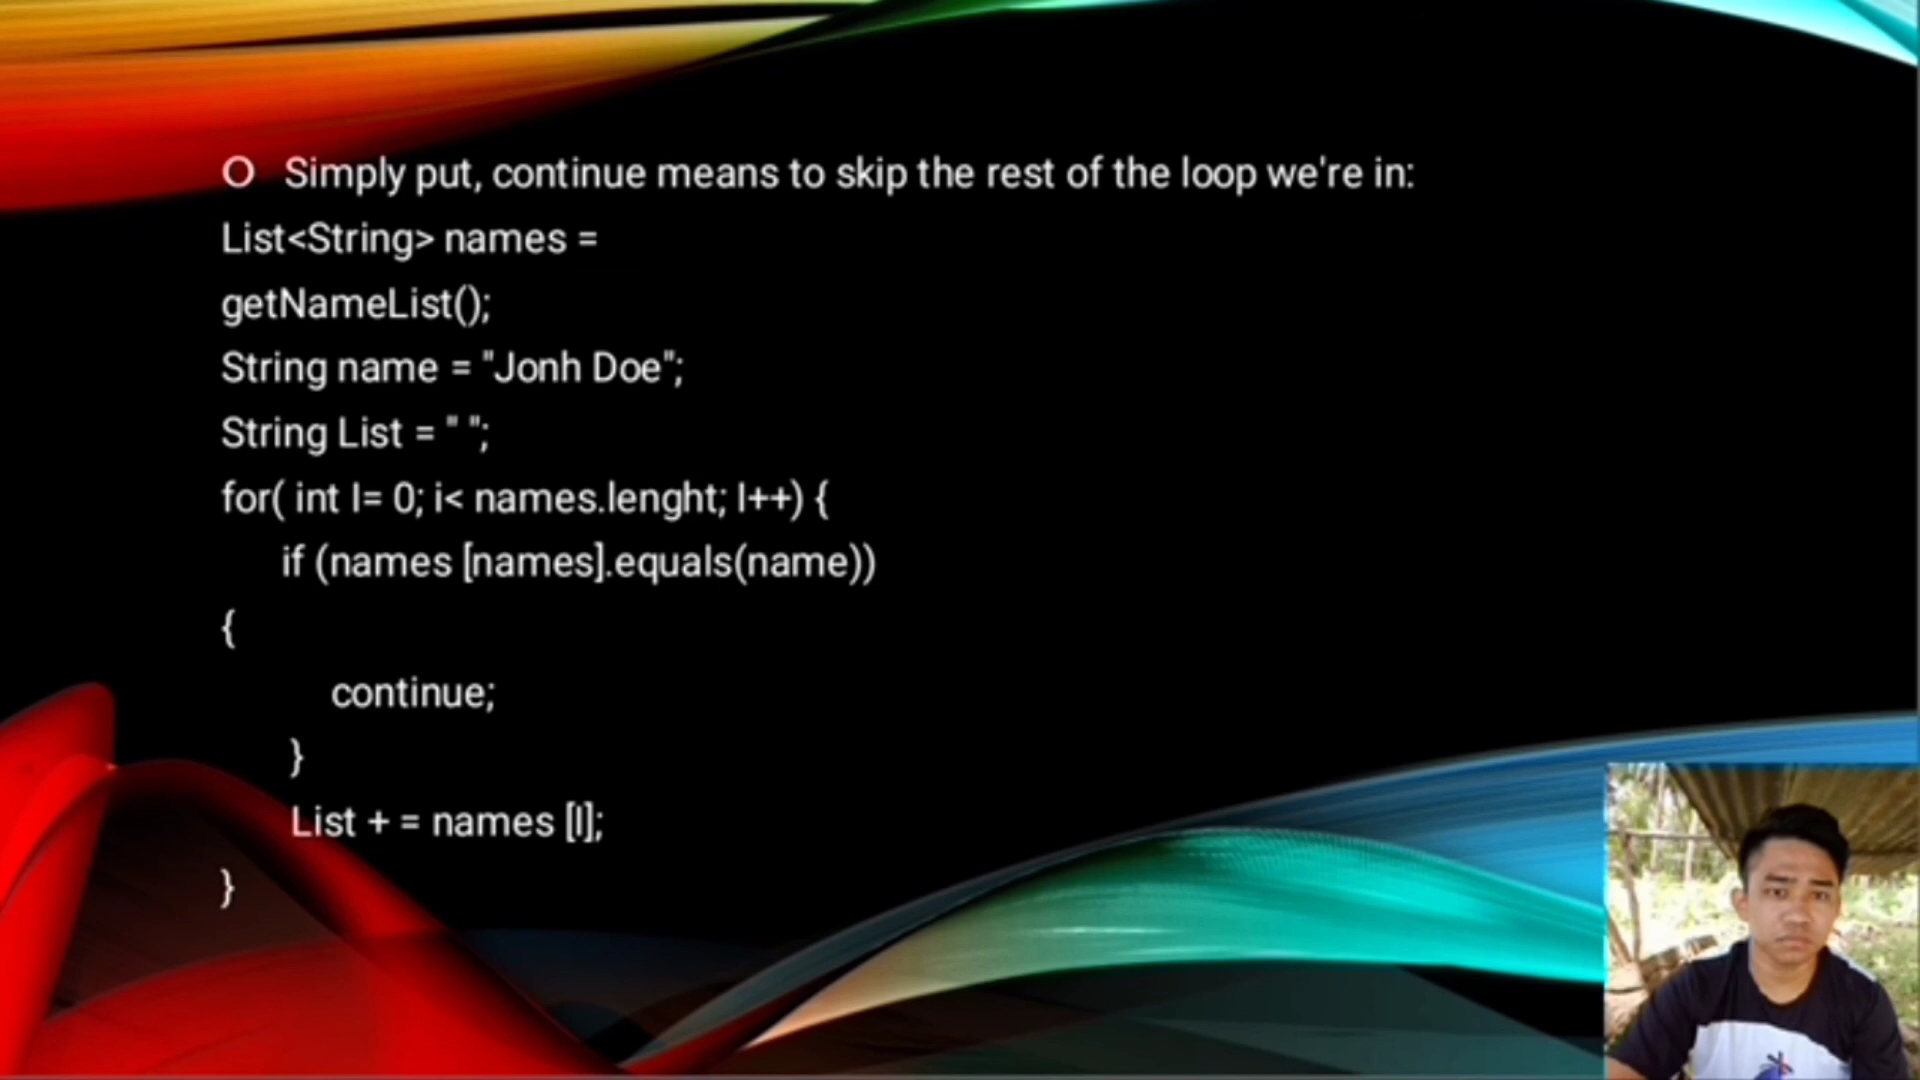 O Simply put, continue means to skip the rest of the loop we're in:
List<String> names =
getNameList();
String name = "Jonh Doe";
String List = " ";
for( int I= 0; i< names.lenght; I++) {
if (names [names].equals(name))
{
continue;
}
List + = names [I];
}